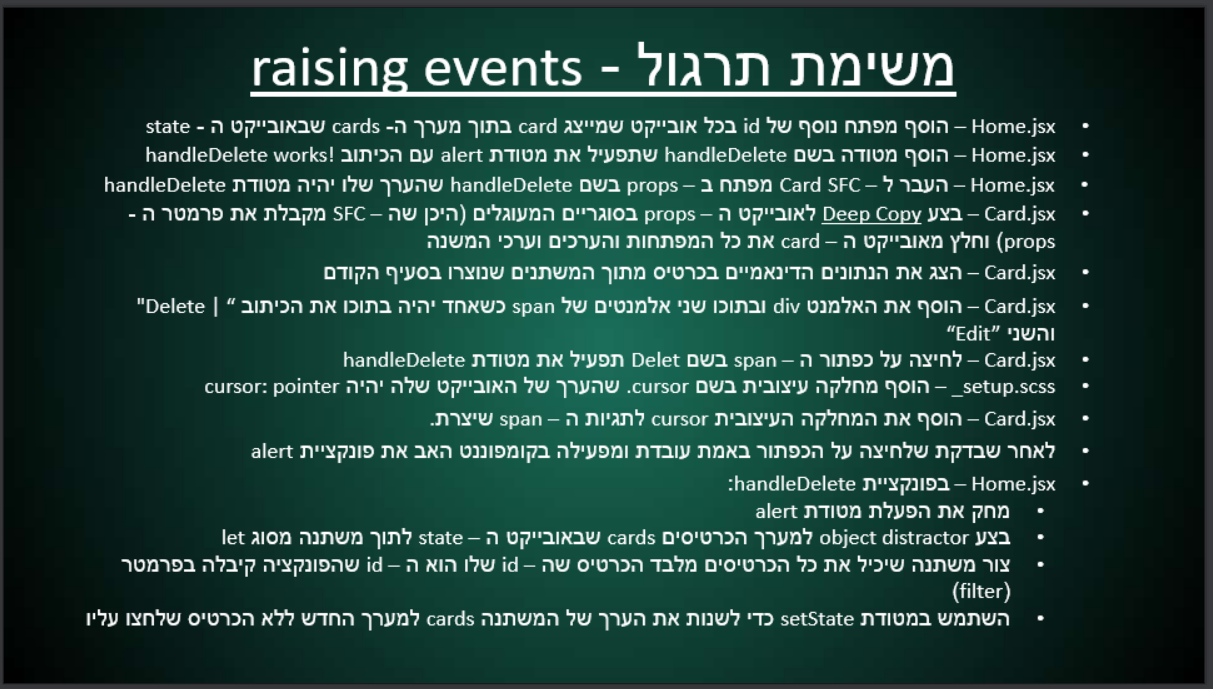 משימת תרגול - raising events
• Home.jsx – הוסף מפתח נוסף של id בכל אובייקט שמייצג card בתוך מערך ה- cards שבאובייקט ה - state
• Home.jsx – הוסף מטודה בשם handleDelete שתפעיל את מטודת alert עם הכיתוב !handleDelete works
• Home.jsx – העבר ל – Card SFC מפתח ב – props בשם handleDelete שהערך שלו יהיה מטודת handleDelete
• Card.jsx – בצע Deep Copy לאובייקט ה – props בסוגריים המעוגלים (היכן שה – SFC מקבלת את פרמטר ה -
props) וחלץ מאובייקט ה – card את כל המפתחות והערכים וערכי המשנה
• Card.jsx – הצג את הנתונים הדינאמיים בכרטיס מתוך המשתנים שנוצרו בסעיף הקודם
• Card.jsx – הוסף את האלמנט div ובתוכו שני אלמנטים של span כשאחד יהיה בתוכו את הכיתוב “ | Delete"
והשני ”Edit“
• Card.jsx – לחיצה על כפתור ה – span בשם Delet תפעיל את מטודת handleDelete
• _setup.scss – הוסף מחלקה עיצובית בשם cursor. שהערך של האובייקט שלה יהיה cursor: pointer
• Card.jsx – הוסף את המחלקה העיצובית cursor לתגיות ה – span שיצרת.
• לאחר שבדקת שלחיצה על הכפתור באמת עובדת ומפעילה בקומפוננט האב את פונקציית alert
• Home.jsx – בפונקציית handleDelete:
• מחק את הפעלת מטודת alert
• בצע object distractor למערך הכרטיסים cards שבאובייקט ה – state לתוך משתנה מסוג let
• צור משתנה שיכיל את כל הכרטיסים מלבד הכרטיס שה – id שלו הוא ה – id שהפונקציה קיבלה בפרמטר
(filter)
• השתמש במטודת setState כדי לשנות את הערך של המשתנה cards למערך החדש ללא הכרטיס שלחצו עליו